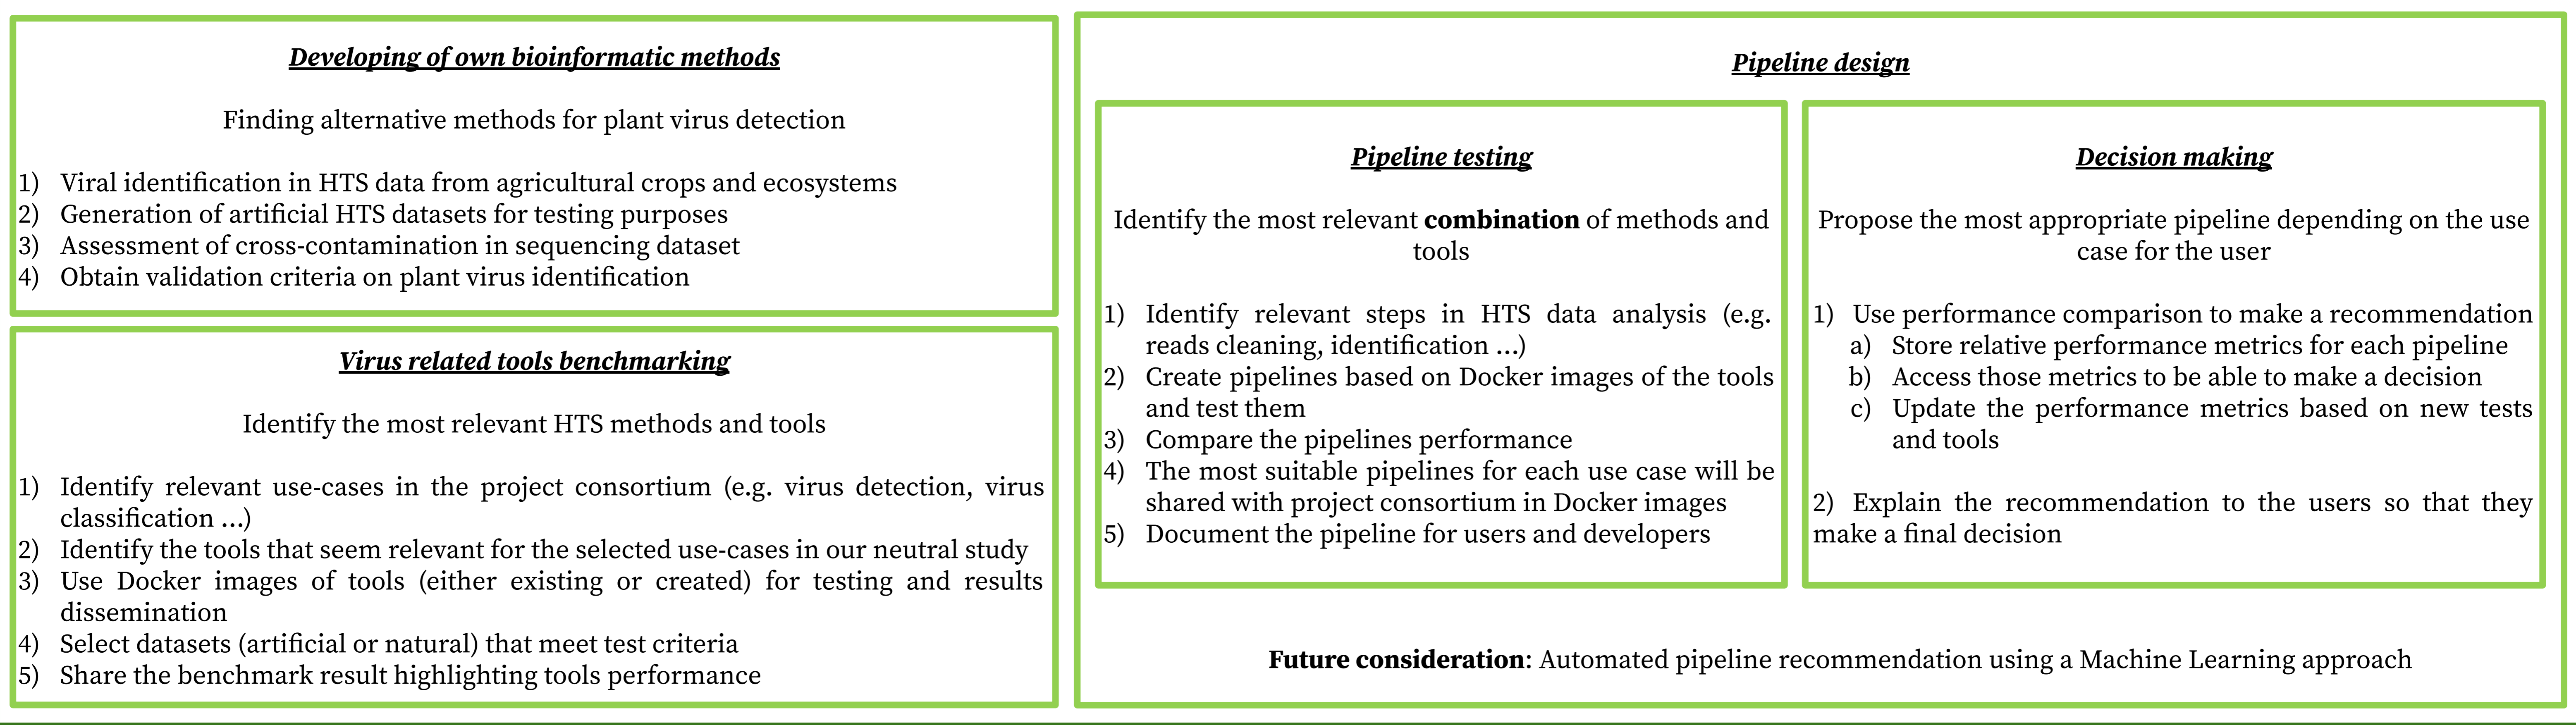 Developing of own bioinformatic methods
Finding alternative methods for plant virus detection
1) Viral identification in HTS data from agricultural crops and ecosystems
2) Generation of artificial HTS datasets for testing purposes
3) Assessment of cross-contamination in sequencing dataset
4) Obtain validation criteria on plant virus identification
Virus related tools benchmarking
Identify the most relevant HTS methods and tools
1) Identify relevant use-cases in the project consortium (e.g. virus detection, virus
classification ...)
2) Identify the tools that seem relevant for the selected use-cases in our neutral study
3) Use Docker images of tools (either existing or created) for testing and results
dissemination
4) Select datasets (artificial or natural) that meet test criteria
5) Share the benchmark result highlighting tools performance
Pipeline design
Pipeline testing
Identify the most relevant combination of methods and
tools
1) Identify relevant steps in HTS data analysis (e.g.
reads cleaning, identification ...)
2) Create pipelines based on Docker images of the tools
and test them
3) Compare the pipelines performance
4) The most suitable pipelines for each use case will be
shared with project consortium in Docker images
5) Document the pipeline for users and developers
Decision making
Propose the most appropriate pipeline depending on the use
case for the user
1) Use performance comparison to make a recommendation
a) Store relative performance metrics for each pipeline
b) Access those metrics to be able to make a decision
c) Update the performance metrics based on new tests
and tools
2) Explain the recommendation to the users so that they
make a final decision
Future consideration: Automated pipeline recommendation using a Machine Learning approach